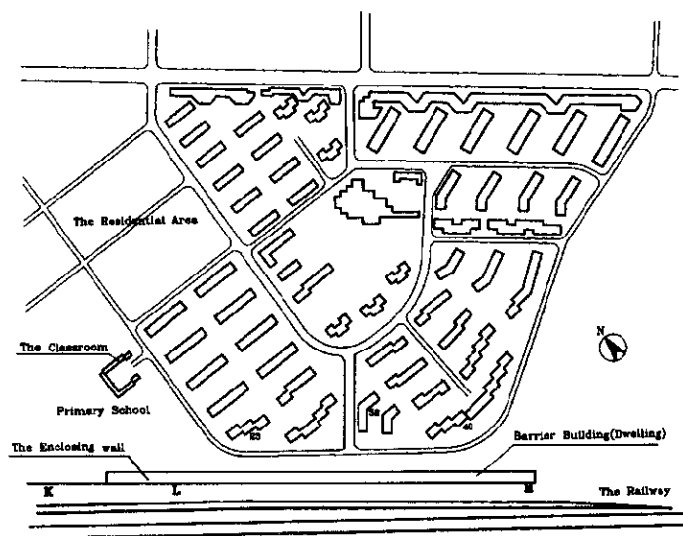 N
The Residential Area
The Classroom
Primary School
The Enclosing wall
Barrier Building(Dwelling)
K
L
The Railway